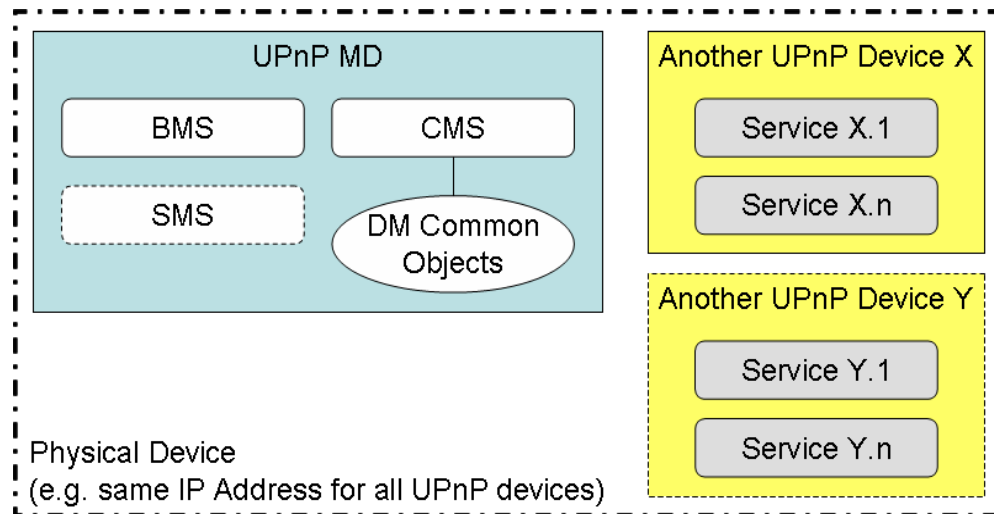 UPnP MD
BMS
CMS
SMS
DM Common
Objects
Another UPnP Device X
Service X.1
Service X.n
Another UPnP Device Y
Service Y.1
Service Y.n
Physical Device
(e.g. same IP Address for all UPnP devices)